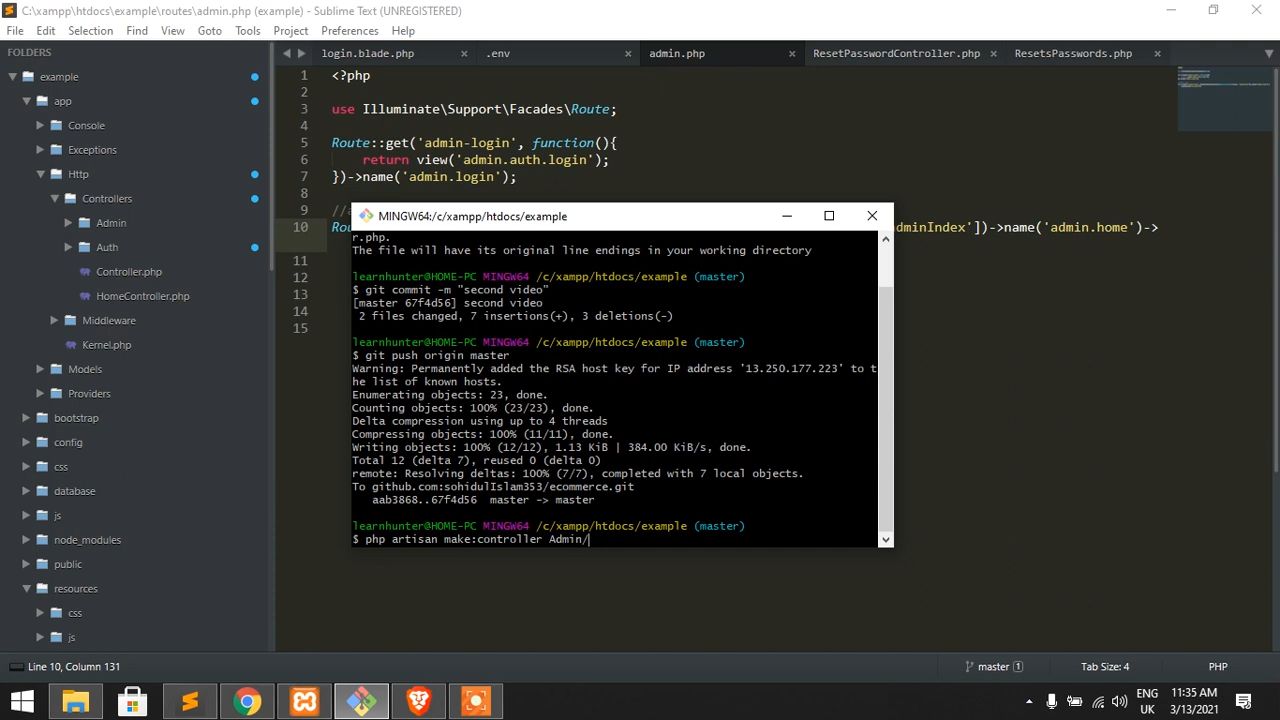 C:\xampp\htdocs\example\routes\admin.php (example) - Sublime Text (UNREGISTERED)
File Edit Selection Find View Goto Tools Project Preferences Help
FOLDERS
example
app
Console
Exceptions
Http
Controllers
Admin
Auth
Controller.php
HomeController.php
Middleware
Kernel.php
Models
Providers
bootstrap
config
css
database
js
node_modules
public
resources
css
js
login.blade.php .env admin.php ResetPasswordController.php ResetsPasswords.php
1 <?php
2
3 use Illuminate\Support\Facades\Route;
4
5 Route::get('admin-login', function(){
6 return view('admin.auth.login');
7 })->name('admin.login');
8
9 //a
10 Rou adminIndex'])->name('admin.home')->
11
12
13
14
15
MINGW64:/c/xampp/htdocs/example
r.php.
The file will have its original line endings in your working directory
learnhunter@HOME-PC MINGW64 /c/xampp/htdocs/example (master)
$ git commit -m "second video"
[master 67f4d56] second video
2 files changed, 7 insertions(+), 3 deletions(-)
learnhunter@HOME-PC MINGW64 /c/xampp/htdocs/example (master)
$ git push origin master
Warning: Permanently added the RSA host key for IP address '13.250.177.223' to t
he list of known hosts.
Enumerating objects: 23, done.
Counting objects: 100% (23/23), done.
Delta compression using up to 4 threads
Compressing objects: 100% (11/11), done.
Writing objects: 100% (12/12), 1.13 KiB | 384.00 KiB/s, done.
Total 12 (delta 7), reused 0 (delta 0)
remote: Resolving deltas: 100% (7/7), completed with 7 local objects.
To github.com:sohidulIslam353/ecommerce.git
aab3868..67f4d56 master -> master
learnhunter@HOME-PC MINGW64 /c/xampp/htdocs/example (master)
$ php artisan make:controller Admin/
Line 10, Column 131
master 1
Tab Size: 4
PHP
ENG
UK
11:35 AM
3/13/2021